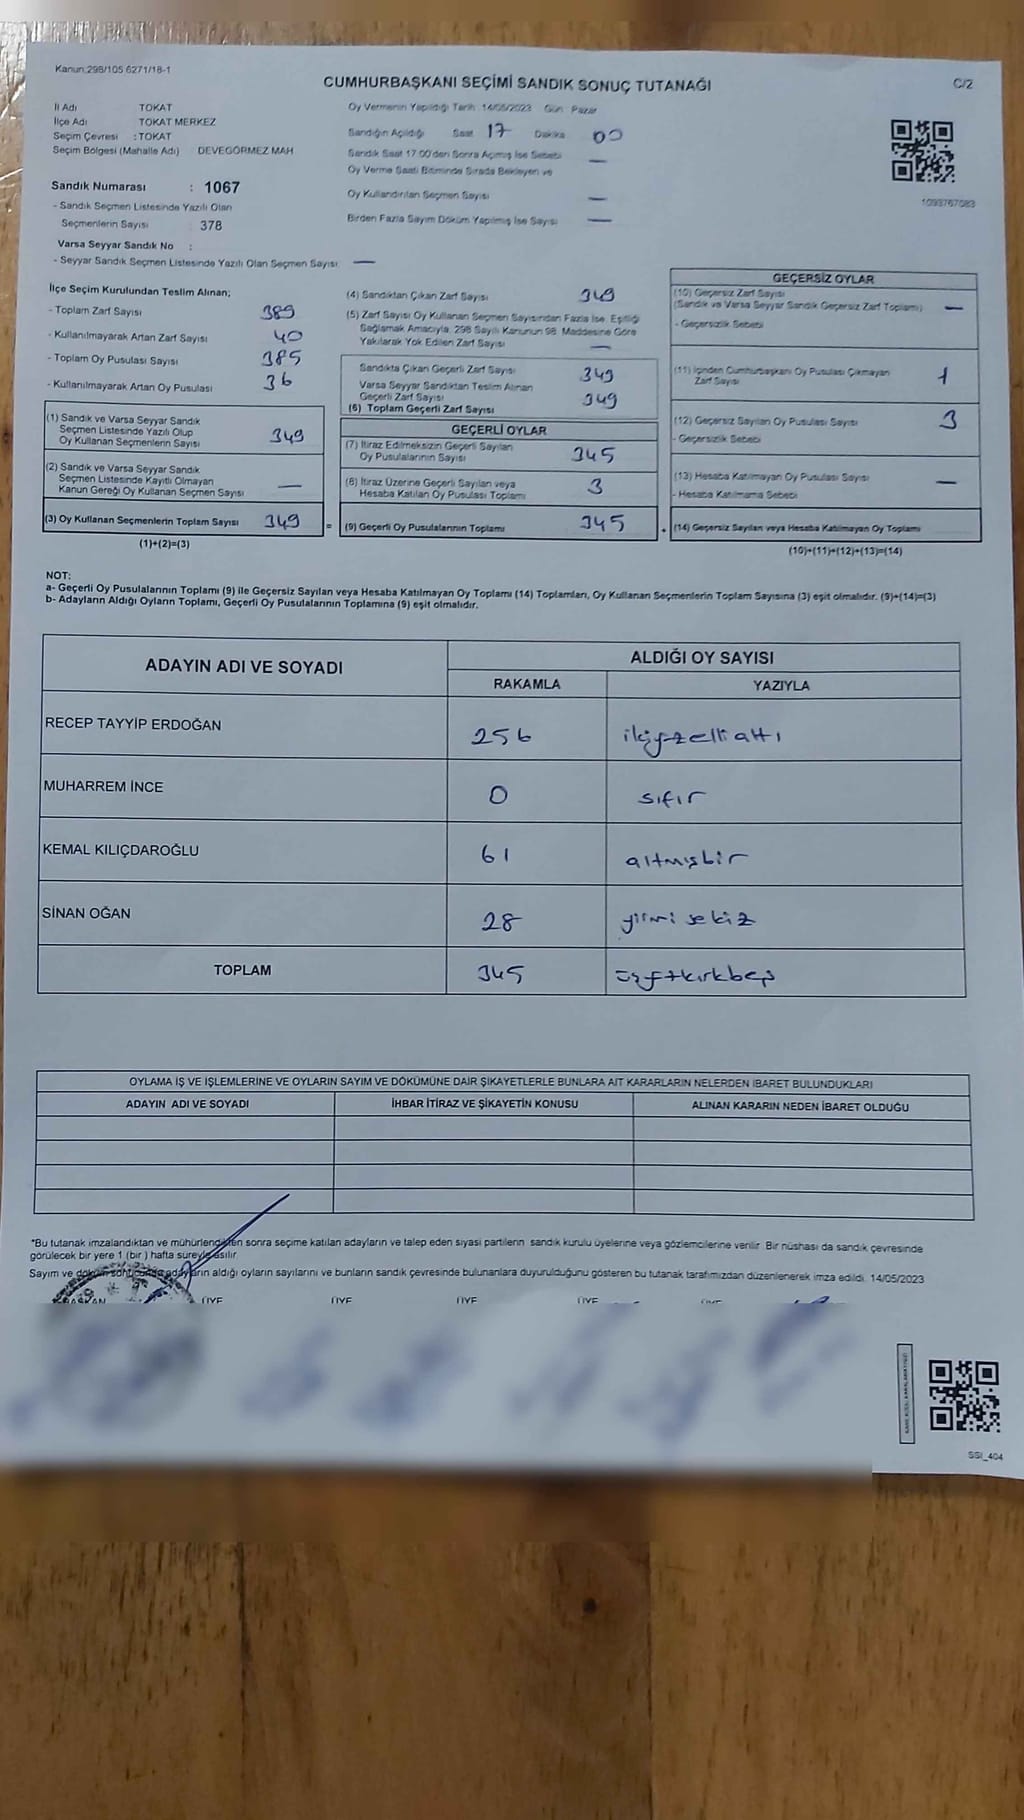 Kanun:298/105 6271/18-1
CUMHURBAŞKANI SEÇİMİ SANDIK SONUÇ TUTANAĞI
C/2
İl Adı TOKAT
İlçe Adı TOKAT MERKEZ
Seçim Çevresi : TOKAT
Seçim Bölgesi (Mahalle Adı) DEVEGÖRMEZ MAH
Oy Vermenin Yapıldığı Tarih : 14/05/2023 Gün : Pazar
Sandığın Açıldığı Saat 17 Dakika 00
Sandık Saat 17:00'den Sonra Açılmış İse Sebebi —
Oy Verme Saati Bitiminde Sırada Bekleyen ve
Oy Kullandırılan Seçmen Sayısı —
Birden Fazla Sayım Döküm Yapılmış İse Sayısı —
1093767083
Sandık Numarası : 1067
- Sandık Seçmen Listesinde Yazılı Olan
Seçmenlerin Sayısı 378
Varsa Seyyar Sandık No :
- Seyyar Sandık Seçmen Listesinde Yazılı Olan Seçmen Sayısı: —
İlçe Seçim Kurulundan Teslim Alınan;
- Toplam Zarf Sayısı 389
- Kullanılmayarak Artan Zarf Sayısı 40
- Toplam Oy Pusulası Sayısı 385
- Kullanılmayarak Artan Oy Pusulası 36
(1) Sandık ve Varsa Seyyar Sandık
Seçmen Listesinde Yazılı Olup
Oy Kullanan Seçmenlerin Sayısı 349
(2) Sandık ve Varsa Seyyar Sandık
Seçmen Listesinde Kayıtlı Olmayan
Kanun Gereği Oy Kullanan Seçmen Sayısı —
(3) Oy Kullanan Seçmenlerin Toplam Sayısı 349 =
(1)+(2)=(3)
(4) Sandıktan Çıkan Zarf Sayısı 349
(5) Zarf Sayısı Oy Kullanan Seçmen Sayısından Fazla İse, Eşitliği
Sağlamak Amacıyla, 298 Sayılı Kanunun 98. Maddesine Göre
Yakılarak Yok Edilen Zarf Sayısı —
Sandıkta Çıkan Geçerli Zarf Sayısı 349
Varsa Seyyar Sandıktan Teslim Alınan
Geçerli Zarf Sayısı 349
(6) Toplam Geçerli Zarf Sayısı
GEÇERLİ OYLAR
(7) İtiraz Edilmeksizin Geçerli Sayılan
Oy Pusulalarının Sayısı 345
(8) İtiraz Üzerine Geçerli Sayılan veya
Hesaba Katılan Oy Pusulası Toplamı 3
(9) Geçerli Oy Pusulalarının Toplamı 345 +
GEÇERSİZ OYLAR
(10) Geçersiz Zarf Sayısı
(Sandık ve Varsa Seyyar Sandık Geçersiz Zarf Toplamı) —
- Geçersizlik Sebebi
(11) İçinden Cumhurbaşkanı Oy Pusulası Çıkmayan
Zarf Sayısı 1
(12) Geçersiz Sayılan Oy Pusulası Sayısı 3
- Geçersizlik Sebebi
(13) Hesaba Katılmayan Oy Pusulası Sayısı —
- Hesaba Katılmama Sebebi
(14) Geçersiz Sayılan veya Hesaba Katılmayan Oy Toplamı
(10)+(11)+(12)+(13)=(14)
NOT:
a- Geçerli Oy Pusulalarının Toplamı (9) ile Geçersiz Sayılan veya Hesaba Katılmayan Oy Toplamı (14) Toplamları, Oy Kullanan Seçmenlerin Toplam Sayısına (3) eşit olmalıdır. (9)+(14)=(3)
b- Adayların Aldığı Oyların Toplamı, Geçerli Oy Pusulalarının Toplamına (9) eşit olmalıdır.
ADAYIN ADI VE SOYADI ALDIĞI OY SAYISI
RAKAMLA YAZIYLA
RECEP TAYYİP ERDOĞAN 256 ikiyüzelli altı
MUHARREM İNCE 0 sıfır
KEMAL KILIÇDAROĞLU 61 altmışbir
SİNAN OĞAN 28 yirmi sekiz
TOPLAM 345 üçyüzkırkbeş
OYLAMA İŞ VE İŞLEMLERİNE VE OYLARIN SAYIM VE DÖKÜMÜNE DAİR ŞİKAYETLERLE BUNLARA AİT KARARLARIN NELERDEN İBARET BULUNDUKLARI
ADAYIN ADI VE SOYADI İHBAR İTİRAZ VE ŞİKAYETİN KONUSU ALINAN KARARIN NEDEN İBARET OLDUĞU
*Bu tutanak imzalandıktan ve mühürlendikten sonra seçime katılan adayların ve talep eden siyasi partilerin sandık kurulu üyelerine veya gözlemcilerine verilir. Bir nüshası da sandık çevresinde
görülecek bir yere 1 (bir ) hafta süreyle asılır.
Sayım ve döküm sonucunda adayların aldığı oyların sayılarını ve bunların sandık çevresinde bulunanlara duyurulduğunu gösteren bu tutanak tarafımızdan düzenlenerek imza edildi. 14/05/2023
BAŞKAN ÜYE ÜYE ÜYE ÜYE ÜYE
SSI_404